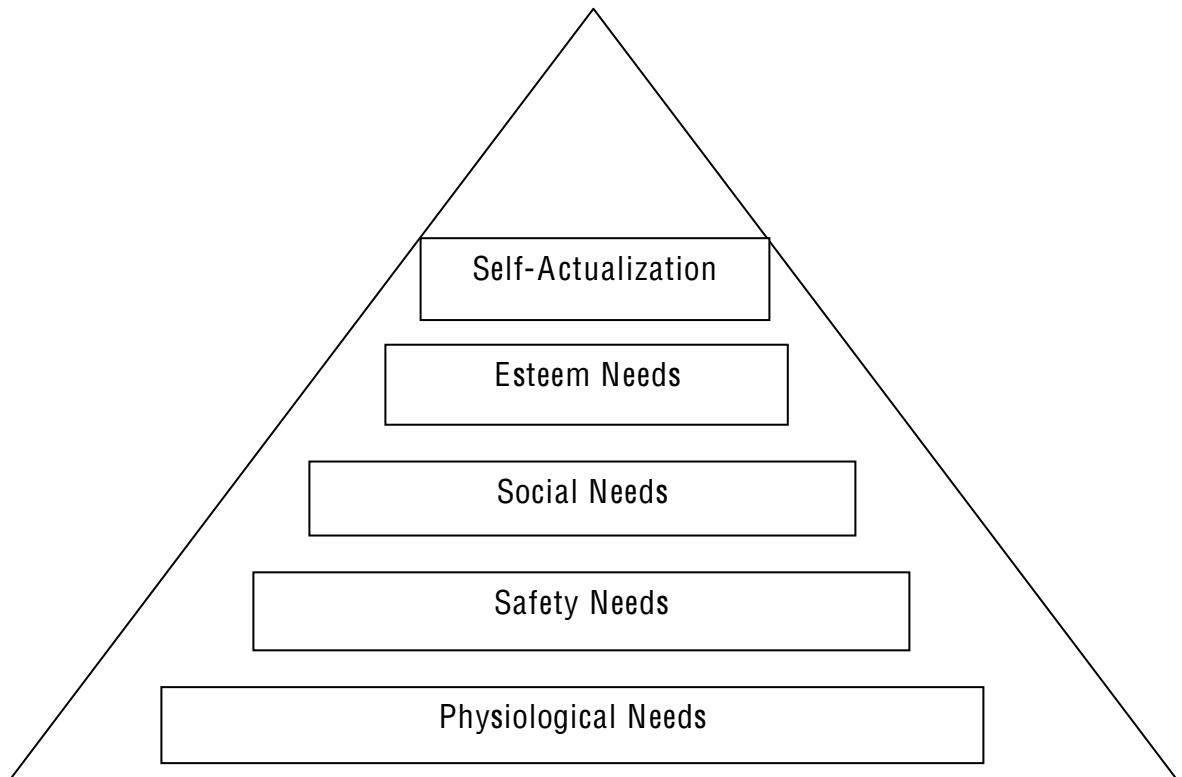 Self-Actualization
Esteem Needs
Social Needs
Safety Needs
Physiological Needs